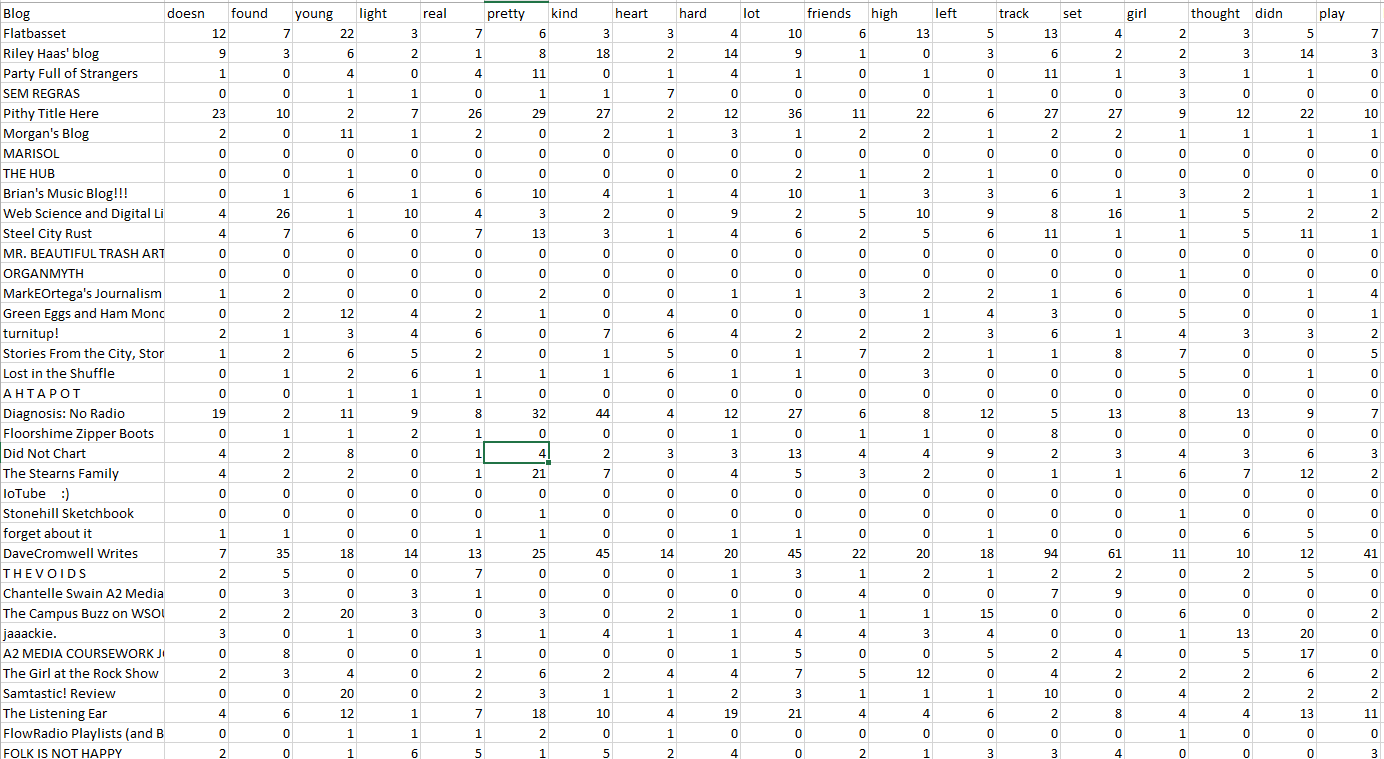 Blog doesn found young light real pretty kind heart hard lot friends high left track set girl thought didn play
Flatbasset 12 7 22 3 7 6 3 3 4 10 6 13 5 13 4 2 3 5 7
Riley Haas' blog 9 3 6 2 1 8 18 2 14 9 1 0 3 6 2 2 3 14 3
Party Full of Strangers 1 0 4 0 4 11 0 1 4 1 0 1 0 11 1 3 1 1 0
SEM REGRAS 0 0 1 1 0 1 1 7 0 0 0 0 1 0 0 3 0 0 0
Pithy Title Here 23 10 2 7 26 29 27 2 12 36 11 22 6 27 27 9 12 22 10
Morgan's Blog 2 0 11 1 2 0 2 1 3 1 2 2 1 2 2 1 1 1 1
MARISOL 0 0 0 0 0 0 0 0 0 0 0 0 0 0 0 0 0 0 0
THE HUB 0 0 1 0 0 0 0 0 0 2 1 2 1 0 0 0 0 0 0
Brian's Music Blog!!! 0 1 6 1 6 10 4 1 4 10 1 3 3 6 1 3 2 1 1
Web Science and Digital Li 4 26 1 10 4 3 2 0 9 2 5 10 9 8 16 1 5 2 2
Steel City Rust 4 7 6 0 7 13 3 1 4 6 2 5 6 11 1 1 5 11 1
MR. BEAUTIFUL TRASH ART 0 0 0 0 0 0 0 0 0 0 0 0 0 0 0 0 0 0 0
ORGANMYTH 0 0 0 0 0 0 0 0 0 0 0 0 0 0 0 1 0 0 0
MarkEOrtega's Journalism 1 2 0 0 0 2 0 0 1 1 3 2 2 1 6 0 0 1 4
Green Eggs and Ham Mond 0 2 12 4 2 1 0 4 0 0 0 1 4 3 0 5 0 0 1
turnitup! 2 1 3 4 6 0 7 6 4 2 2 2 3 6 1 4 3 3 2
Stories From the City, Stor 1 2 6 5 2 0 1 5 0 1 7 2 1 1 8 7 0 0 5
Lost in the Shuffle 0 1 2 6 1 1 1 6 1 1 0 3 0 0 0 5 0 1 0
A H T A P O T 0 0 1 1 1 0 0 0 0 0 0 0 0 0 0 0 0 0 0
Diagnosis: No Radio 19 2 11 9 8 32 44 4 12 27 6 8 12 5 13 8 13 9 7
Floorshime Zipper Boots 0 1 1 2 1 0 0 0 1 0 1 1 0 8 0 0 0 0 0
Did Not Chart 4 2 8 0 1 4 2 3 3 13 4 4 9 2 3 4 3 6 3
The Stearns Family 4 2 2 0 1 21 7 0 4 5 3 2 0 1 1 6 7 12 2
IoTube :) 0 0 0 0 0 0 0 0 0 0 0 0 0 0 0 0 0 0 0
Stonehill Sketchbook 0 0 0 0 0 1 0 0 0 0 0 0 0 0 0 1 0 0 0
forget about it 1 1 0 0 1 1 0 0 1 1 0 0 1 0 0 0 6 5 0
DaveCromwell Writes 7 35 18 14 13 25 45 14 20 45 22 20 18 94 61 11 10 12 41
T H E V O I D S 2 5 0 0 7 0 0 0 1 3 1 2 1 2 2 0 2 5 0
Chantelle Swain A2 Media 0 3 0 3 1 0 0 0 0 0 4 0 0 7 9 0 0 0 0
The Campus Buzz on WSOU 2 2 20 3 0 3 0 2 1 0 1 1 15 0 0 6 0 0 2
jaaackie. 3 0 1 0 3 1 4 1 1 4 4 3 4 0 0 1 13 20 0
A2 MEDIA COURSEWORK J 0 8 0 0 1 0 0 0 1 5 0 0 5 2 4 0 5 17 0
The Girl at the Rock Show 2 3 4 0 2 6 2 4 4 7 5 12 0 4 2 2 2 6 2
Samtastic! Review 0 0 20 0 2 3 1 1 2 3 1 1 1 10 0 4 2 2 2
The Listening Ear 4 6 12 1 7 18 10 4 19 21 4 4 6 2 8 4 4 13 11
FlowRadio Playlists (and B 0 0 1 1 1 2 0 1 0 0 0 0 0 0 0 1 0 0 0
FOLK IS NOT HAPPY 2 0 1 6 5 1 5 2 4 0 2 1 3 3 4 0 0 0 3